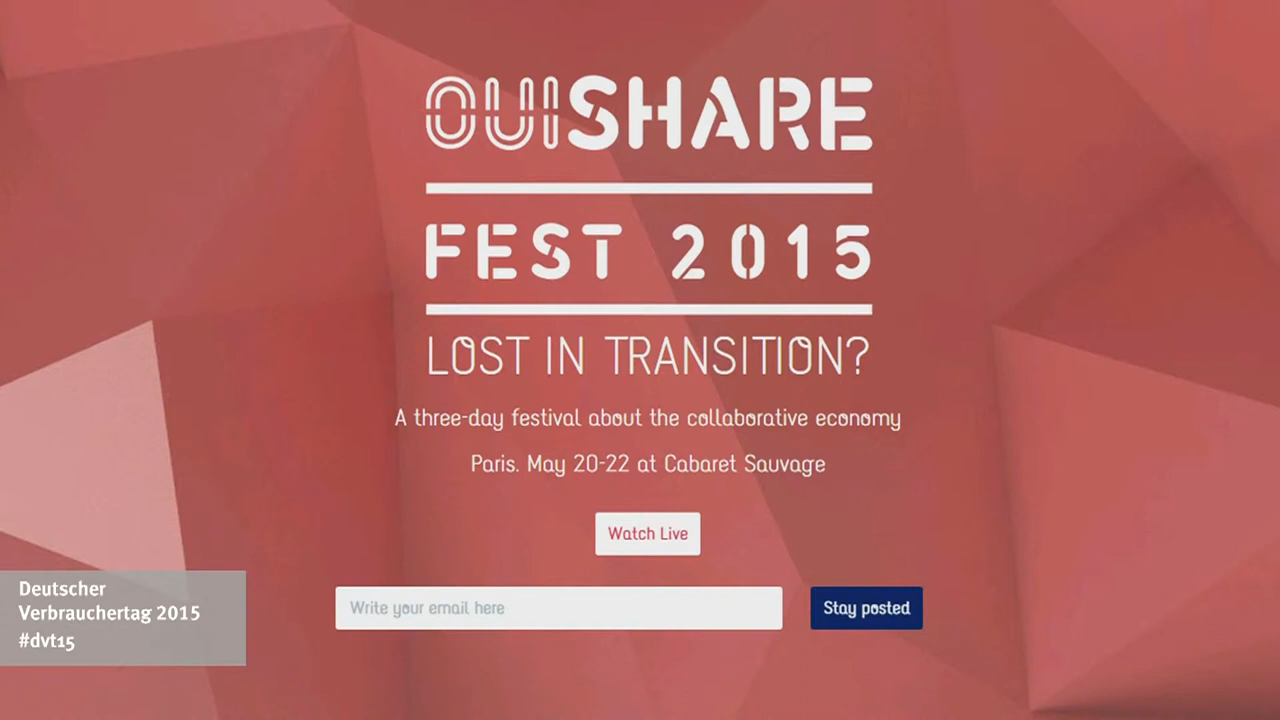 OUISHARE
FEST 2015
LOST IN TRANSITION?
A three-day festival about the collaborative economy
Paris. May 20-22 at Cabaret Sauvage
Watch Live
Write your email here
Stay posted
Deutscher
Verbrauchertag 2015
#dvt15